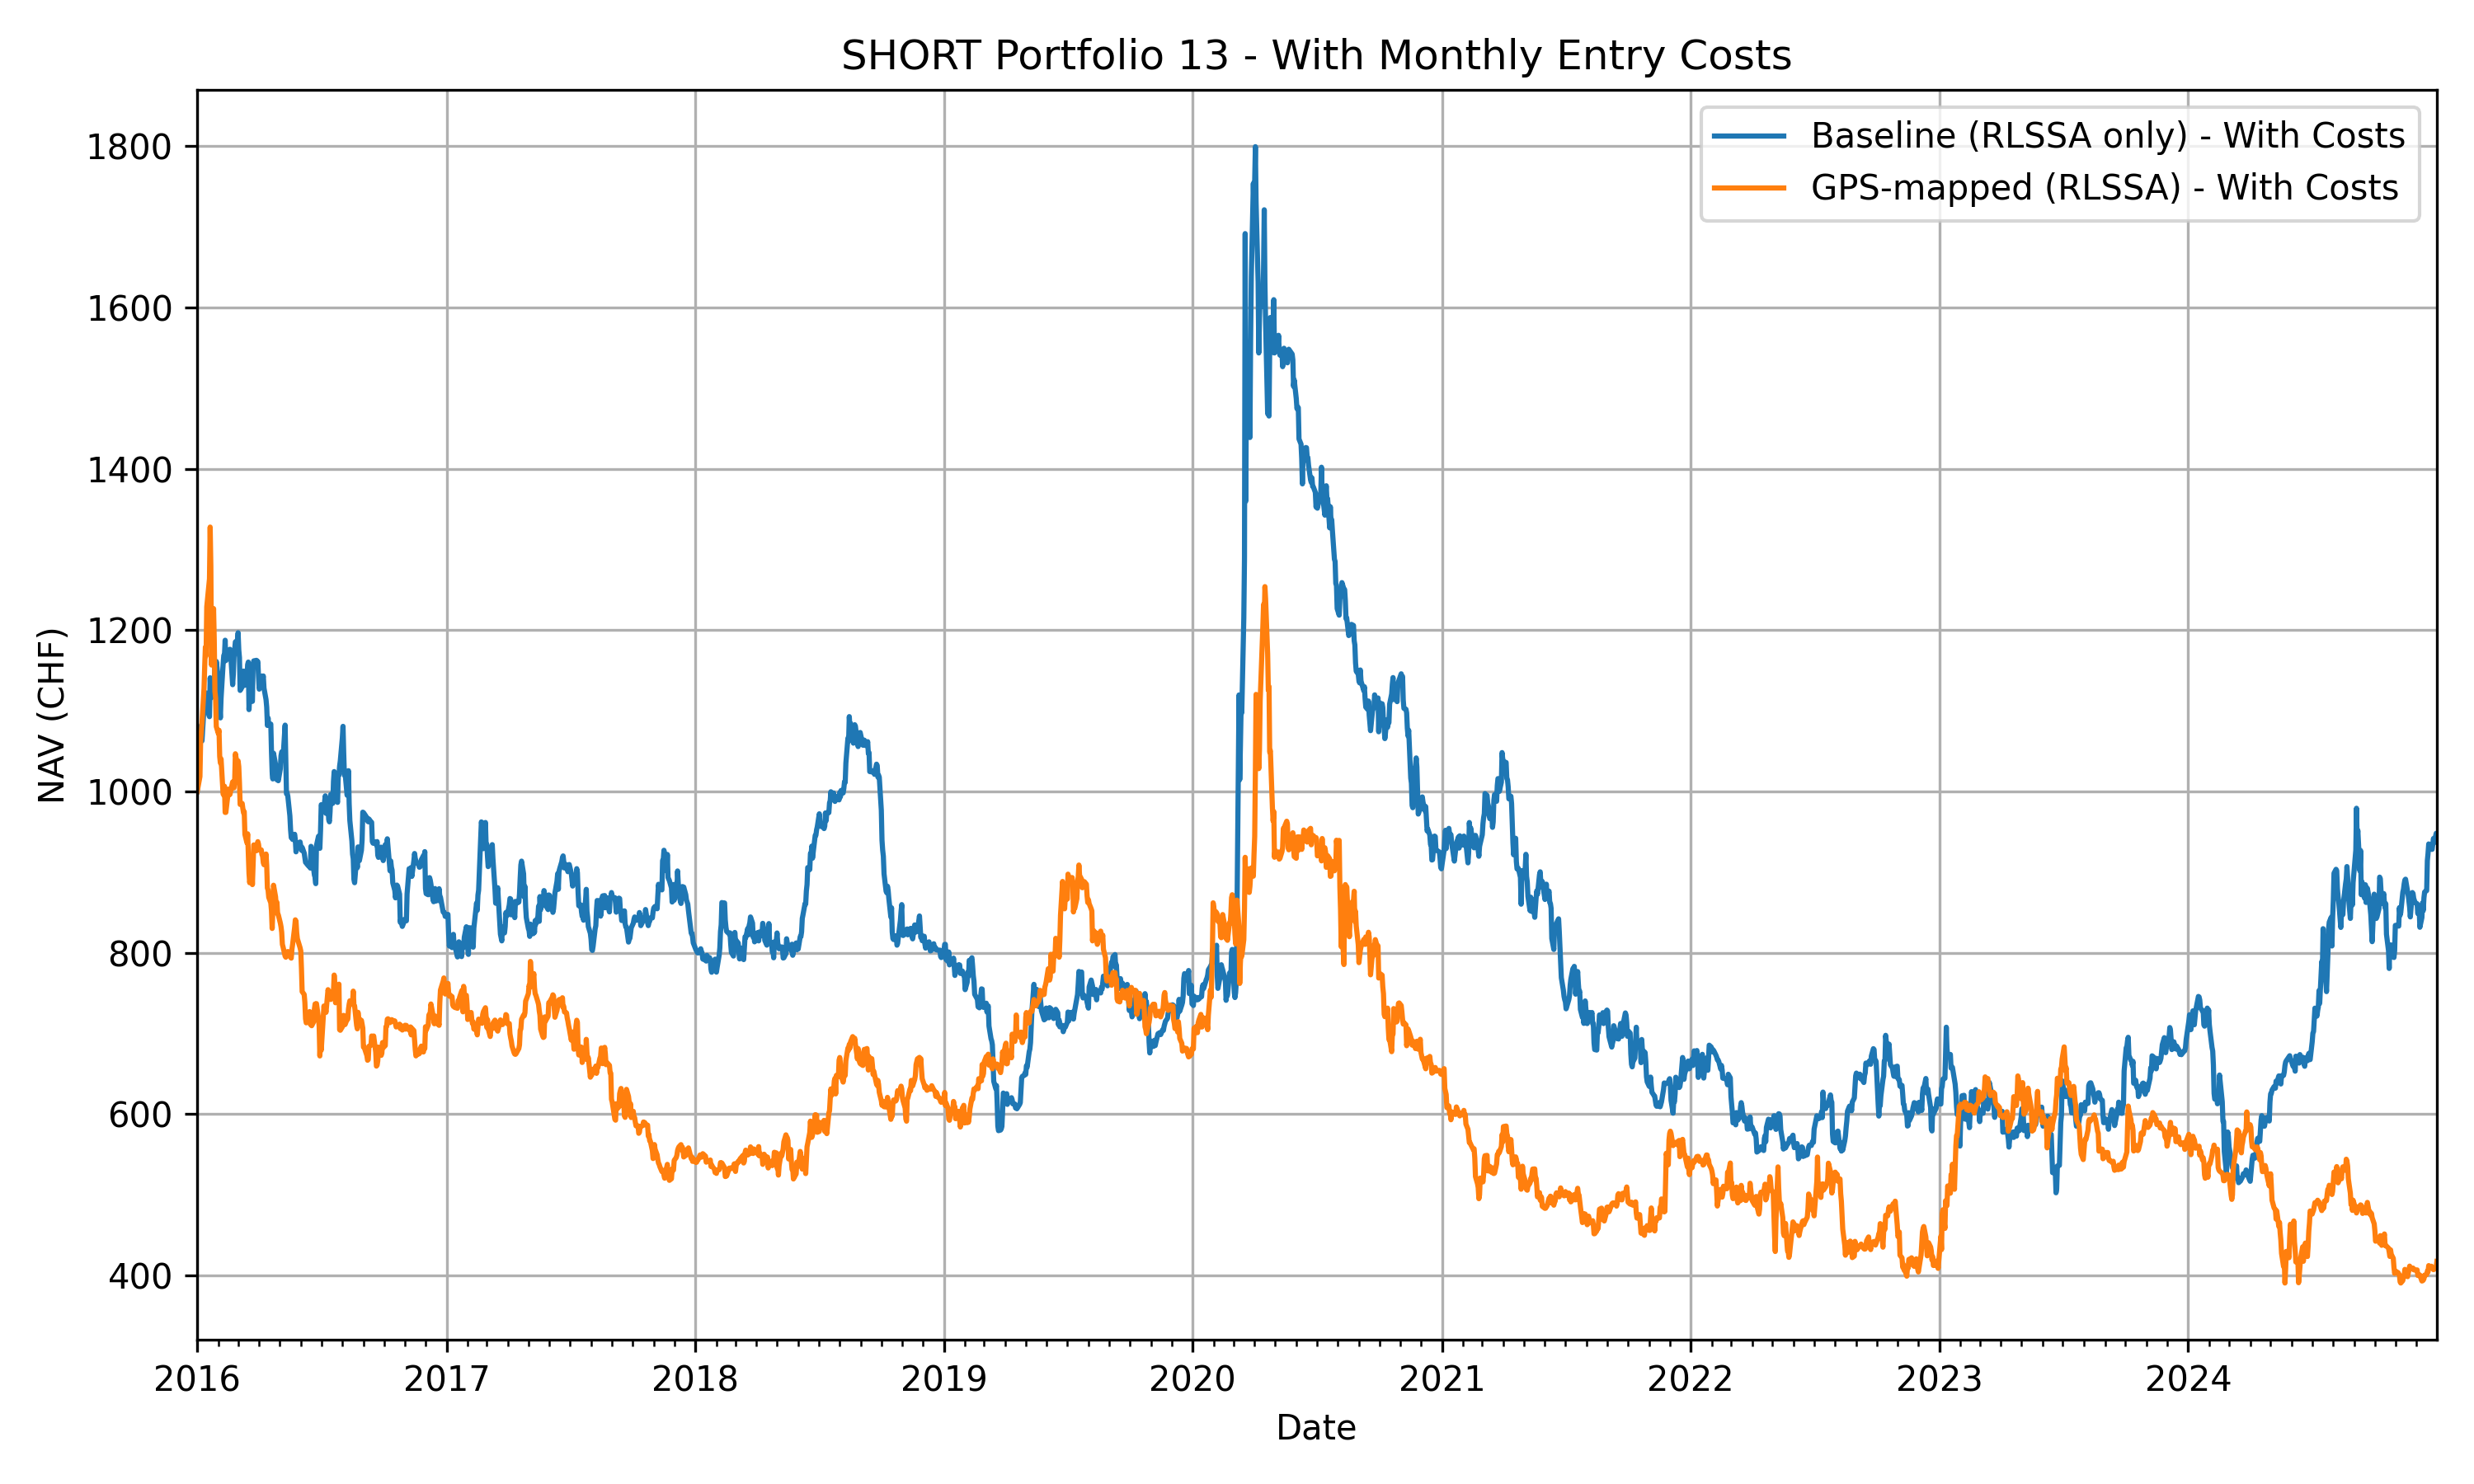 SHORT Portfolio 13 - With Monthly Entry Costs
Baseline (RLSSA only) - With Costs
GPS-mapped (RLSSA) - With Costs
NAV (CHF)
1800
1600
1400
1200
1000
800
600
400
2016 2017 2018 2019 2020 2021 2022 2023 2024
Date